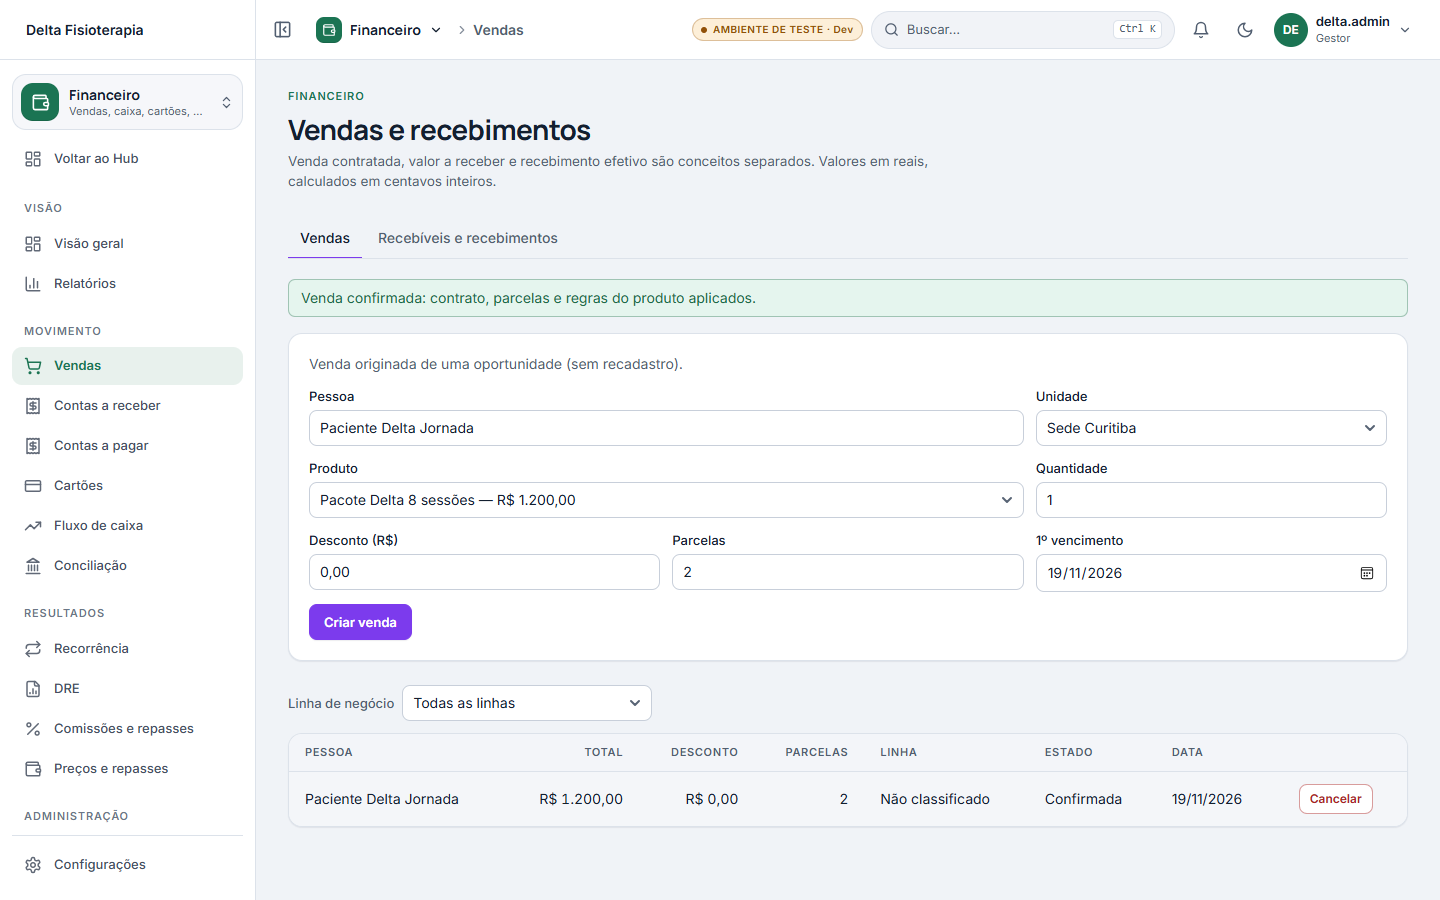 Delta Fisioterapia
Financeiro
Vendas
AMBIENTE DE TESTE · Dev
Buscar...
Ctrl K
DE
delta.admin
Gestor
Financeiro
Vendas, caixa, cartões, ...
Voltar ao Hub
VISÃO
Visão geral
Relatórios
MOVIMENTO
Vendas
Contas a receber
Contas a pagar
Cartões
Fluxo de caixa
Conciliação
RESULTADOS
Recorrência
DRE
Comissões e repasses
Preços e repasses
ADMINISTRAÇÃO
Configurações
FINANCEIRO
Vendas e recebimentos
Venda contratada, valor a receber e recebimento efetivo são conceitos separados. Valores em reais,
calculados em centavos inteiros.
Vendas
Recebíveis e recebimentos
Venda confirmada: contrato, parcelas e regras do produto aplicados.
Venda originada de uma oportunidade (sem recadastro).
Pessoa
Unidade
Paciente Delta Jornada
Sede Curitiba
Produto
Quantidade
Pacote Delta 8 sessões — R$ 1.200,00
1
Desconto (R$)
Parcelas
1º vencimento
0,00
2
19/11/2026
Criar venda
Linha de negócio
Todas as linhas
PESSOA TOTAL DESCONTO PARCELAS LINHA ESTADO DATA
Paciente Delta Jornada R$ 1.200,00 R$ 0,00 2 Não classificado Confirmada 19/11/2026 Cancelar